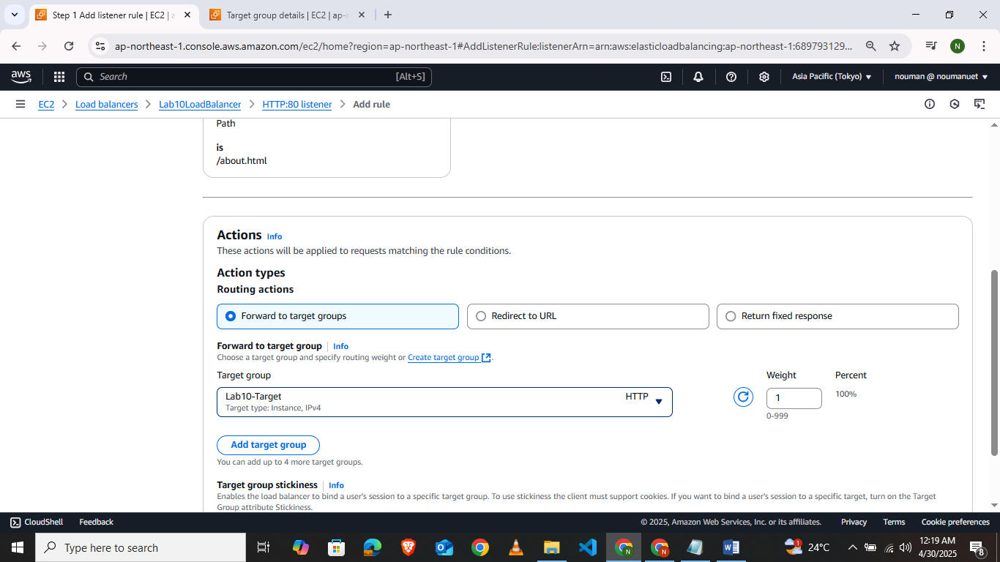 Step 1 Add listener rule | EC2 | a
Target group details | EC2 | ap-n
ap-northeast-1.console.aws.amazon.com/ec2/home?region=ap-northeast-1#AddListenerRule:listenerArn=arn:aws:elasticloadbalancing:ap-northeast-1:689793129...
N
aws
Search
[Alt+S]
Asia Pacific (Tokyo)
nouman @ noumanuet
EC2
Load balancers
Lab10LoadBalancer
HTTP:80 listener
Add rule
Path
is
/about.html
Actions Info
These actions will be applied to requests matching the rule conditions.
Action types
Routing actions
Forward to target groups
Redirect to URL
Return fixed response
Forward to target group Info
Choose a target group and specify routing weight or Create target group.
Target group
Weight
Percent
Lab10-Target
Target type: Instance, IPv4
HTTP
1
100%
0-999
Add target group
You can add up to 4 more target groups.
Target group stickiness Info
Enables the load balancer to bind a user's session to a specific target group. To use stickiness the client must support cookies. If you want to bind a user's session to a specific target, turn on the Target
Group attribute Stickiness.
CloudShell
Feedback
© 2025, Amazon Web Services, Inc. or its affiliates.
Privacy
Terms
Cookie preferences
Type here to search
1
24°C
12:19 AM
4/30/2025
8